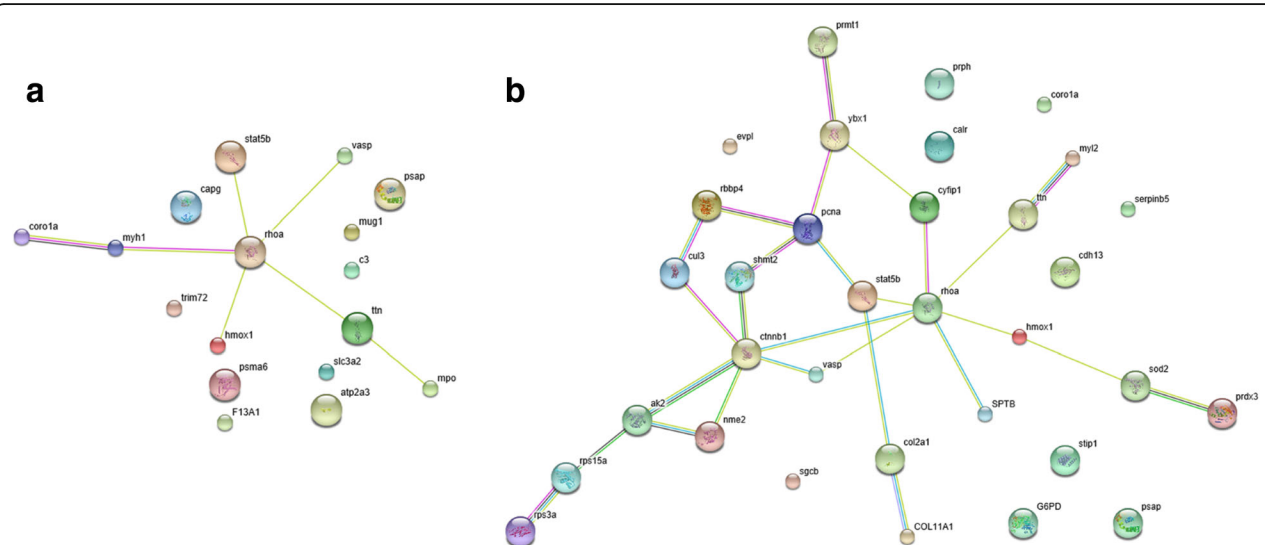 a
stat5b
vasp
capg
psap
coro1a
myh1
rhoa
mug1
c3
trim72
ttn
hmox1
slc3a2
psma6
atp2a3
mpo
F13A1
b
prmt1
prph
coro1a
ybx1
evpl
calr
myl2
rbbp4
cyfip1
ttn
serpinb5
pcna
cul3
shmt2
cdh13
stat5b
rhoa
ctnnb1
hmox1
vasp
sod2
prdx3
ak2
nme2
SPTB
rps15a
col2a1
stip1
sgcb
rps3a
G6PD
psap
COL11A1